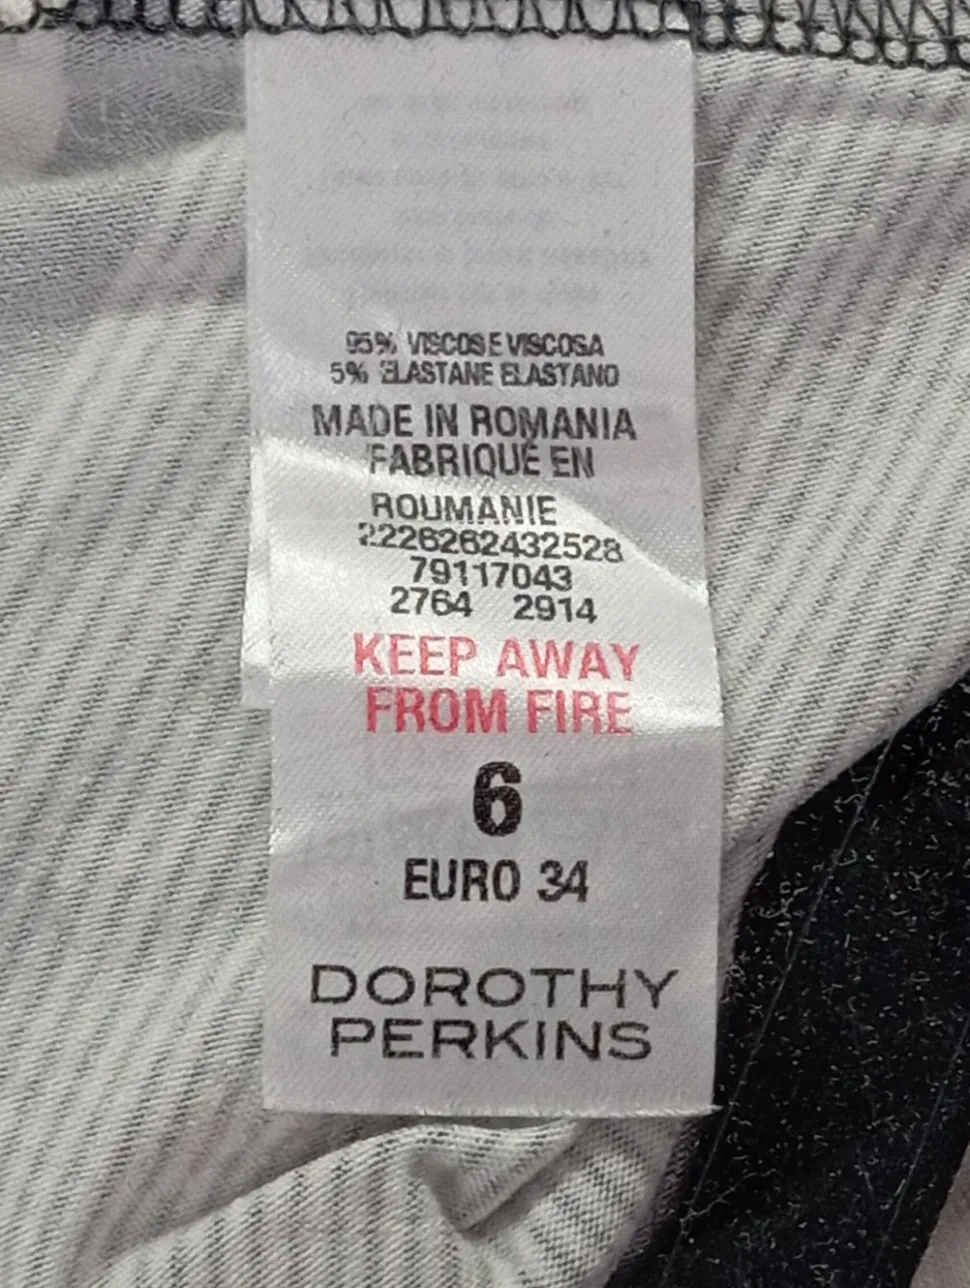 95% VISCOSE VISCOSA
5% ELASTANE ELASTANO
MADE IN ROMANIA
FABRIQUÉ EN
ROUMANIE
2226262432528
79117043
2764 2914
KEEP AWAY
FROM FIRE
6
EURO 34
DOROTHY
PERKINS